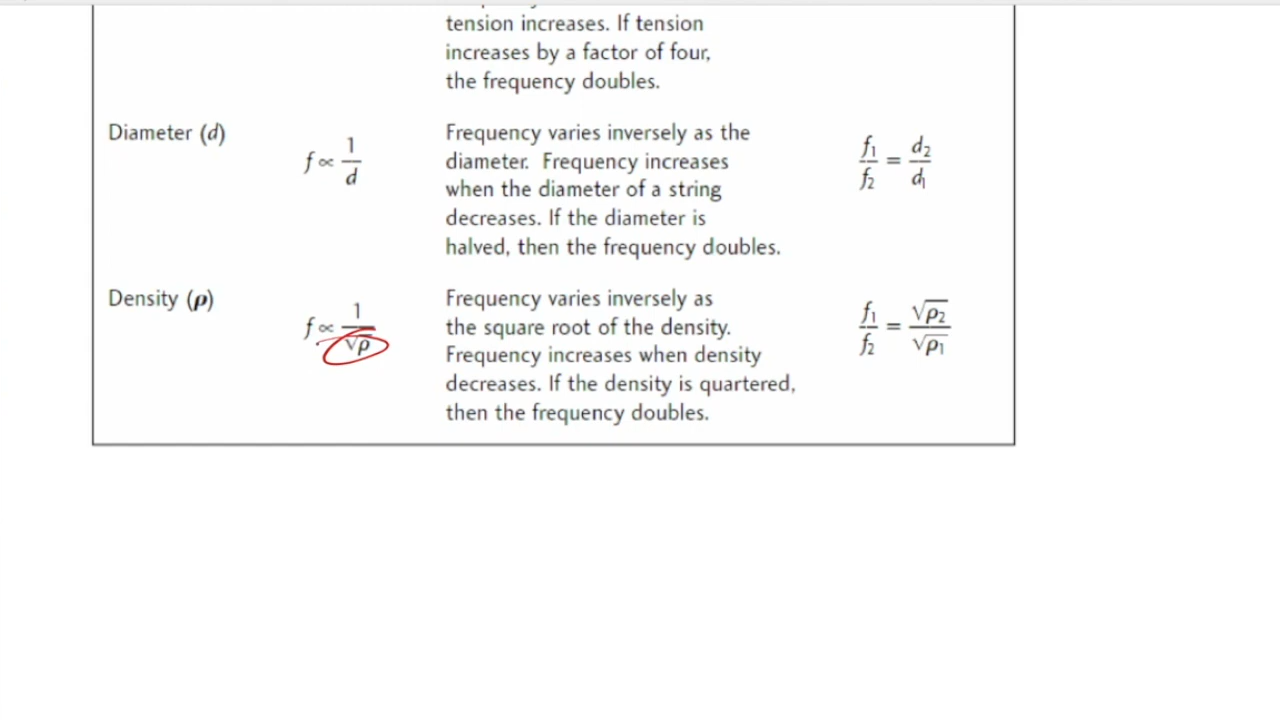 tension increases. If tension
increases by a factor of four,
the frequency doubles.
Diameter (d)
f ∝ 1/d
Frequency varies inversely as the
diameter. Frequency increases
when the diameter of a string
decreases. If the diameter is
halved, then the frequency doubles.
f₁/f₂ = d₂/d₁
Density (ρ)
f ∝ 1/√ρ
Frequency varies inversely as
the square root of the density.
Frequency increases when density
decreases. If the density is quartered,
then the frequency doubles.
f₁/f₂ = √ρ₂/√ρ₁